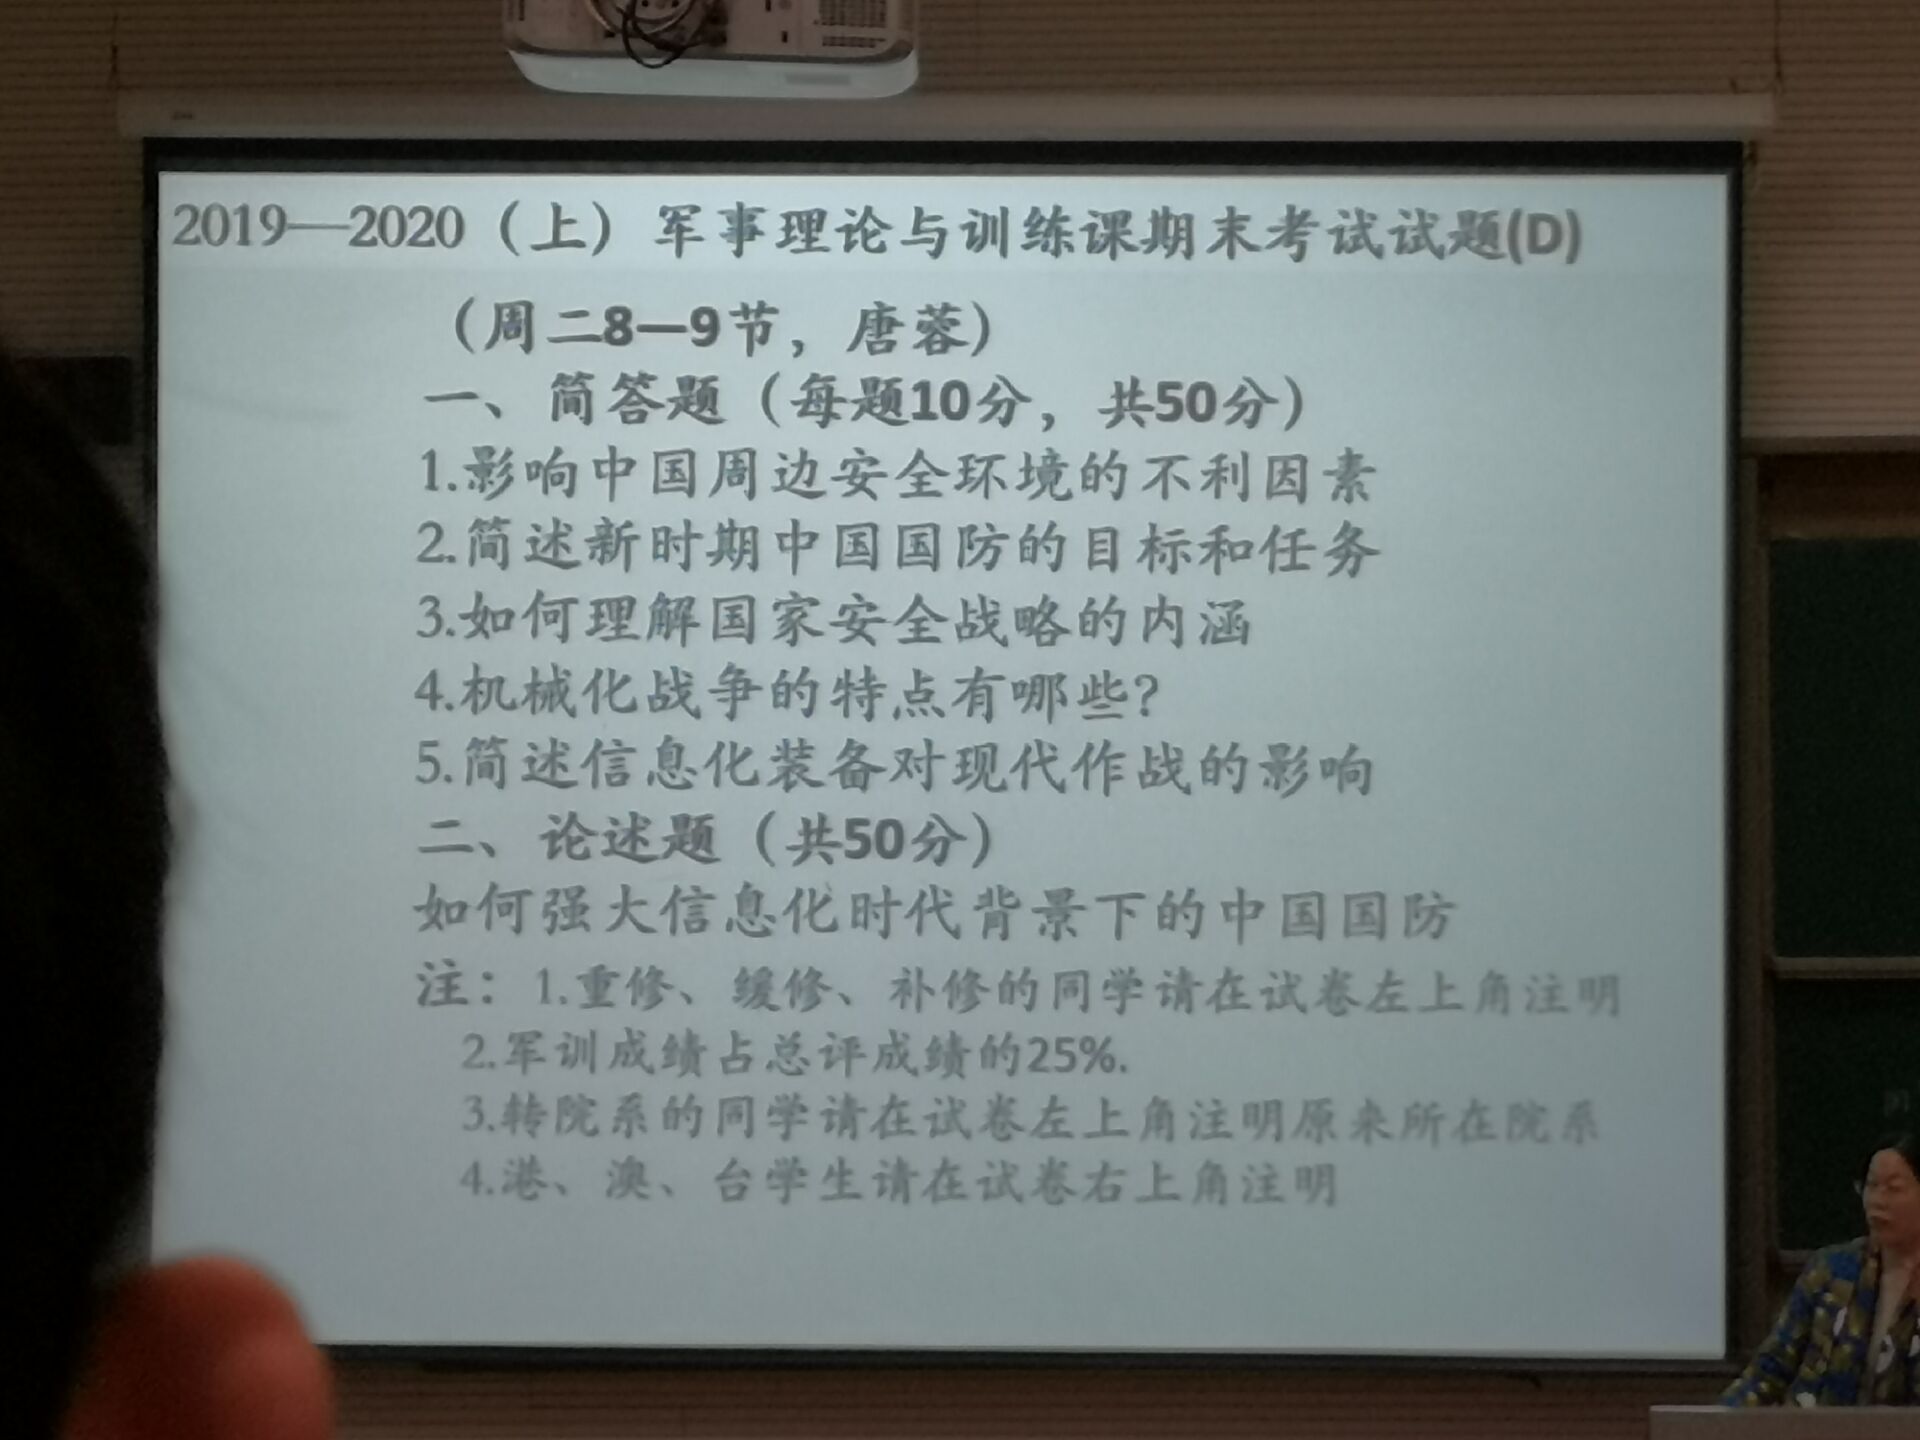 2019—2020（上）军事理论与训练课期末考试试题(D)
（周二8—9节，唐蓉）
一、简答题（每题10分，共50分）
1.影响中国周边安全环境的不利因素
2.简述新时期中国国防的目标和任务
3.如何理解国家安全战略的内涵
4.机械化战争的特点有哪些?
5.简述信息化装备对现代作战的影响
二、论述题（共50分）
如何强大信息化时代背景下的中国国防
注：1.重修、缓修、补修的同学请在试卷左上角注明
2.军训成绩占总评成绩的25%.
3.转院系的同学请在试卷左上角注明原来所在院系
4.港、澳、台学生请在试卷右上角注明